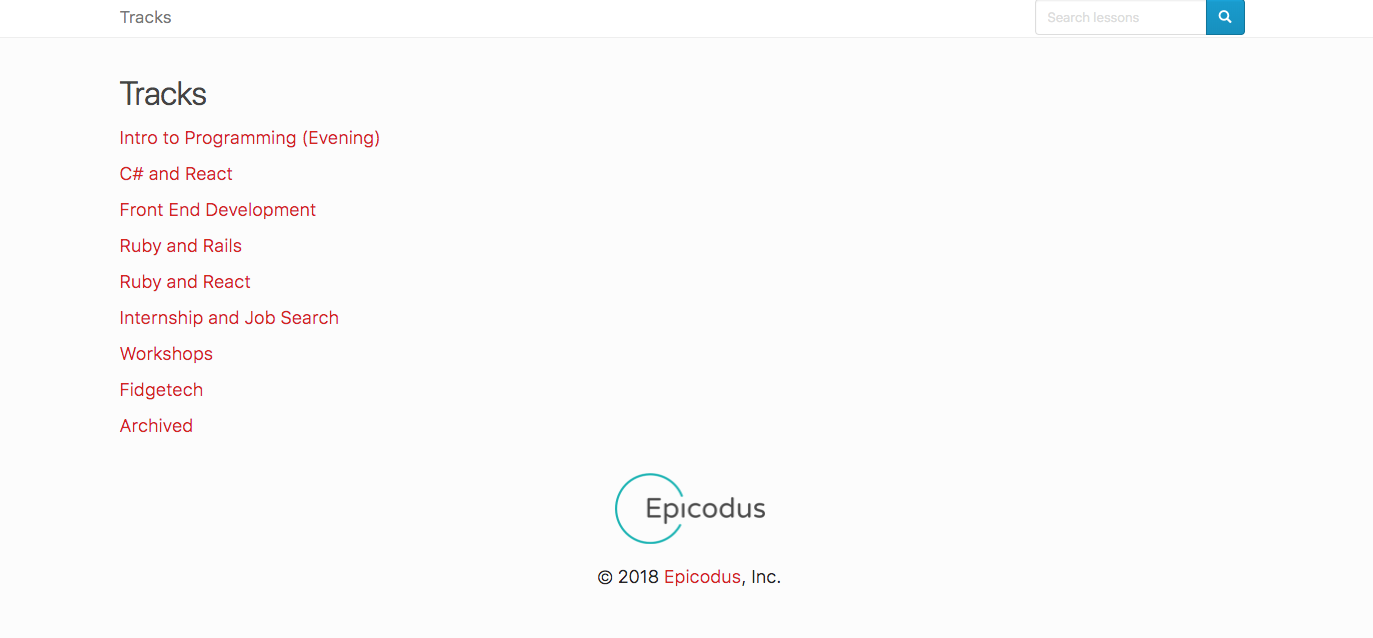 Tracks
Search lessons
Tracks
Intro to Programming (Evening)
C# and React
Front End Development
Ruby and Rails
Ruby and React
Internship and Job Search
Workshops
Fidgetech
Archived
Epicodus
© 2018 Epicodus, Inc.